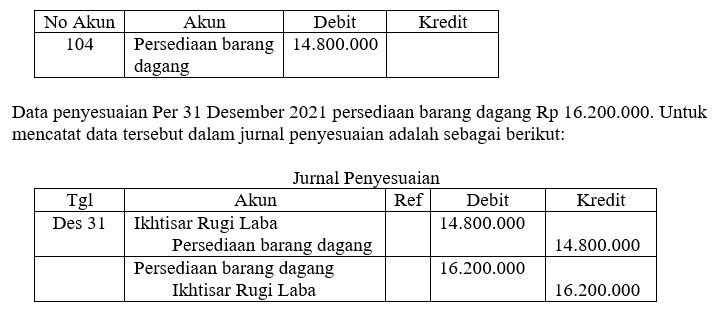 No Akun Akun Debit Kredit
104 Persediaan barang 14.800.000
dagang
Data penyesuaian Per 31 Desember 2021 persediaan barang dagang Rp 16.200.000. Untuk
mencatat data tersebut dalam jurnal penyesuaian adalah sebagai berikut:
Jurnal Penyesuaian
Tgl Akun Ref Debit Kredit
Des 31 Ikhtisar Rugi Laba 14.800.000
Persediaan barang dagang 14.800.000
Persediaan barang dagang 16.200.000
Ikhtisar Rugi Laba 16.200.000